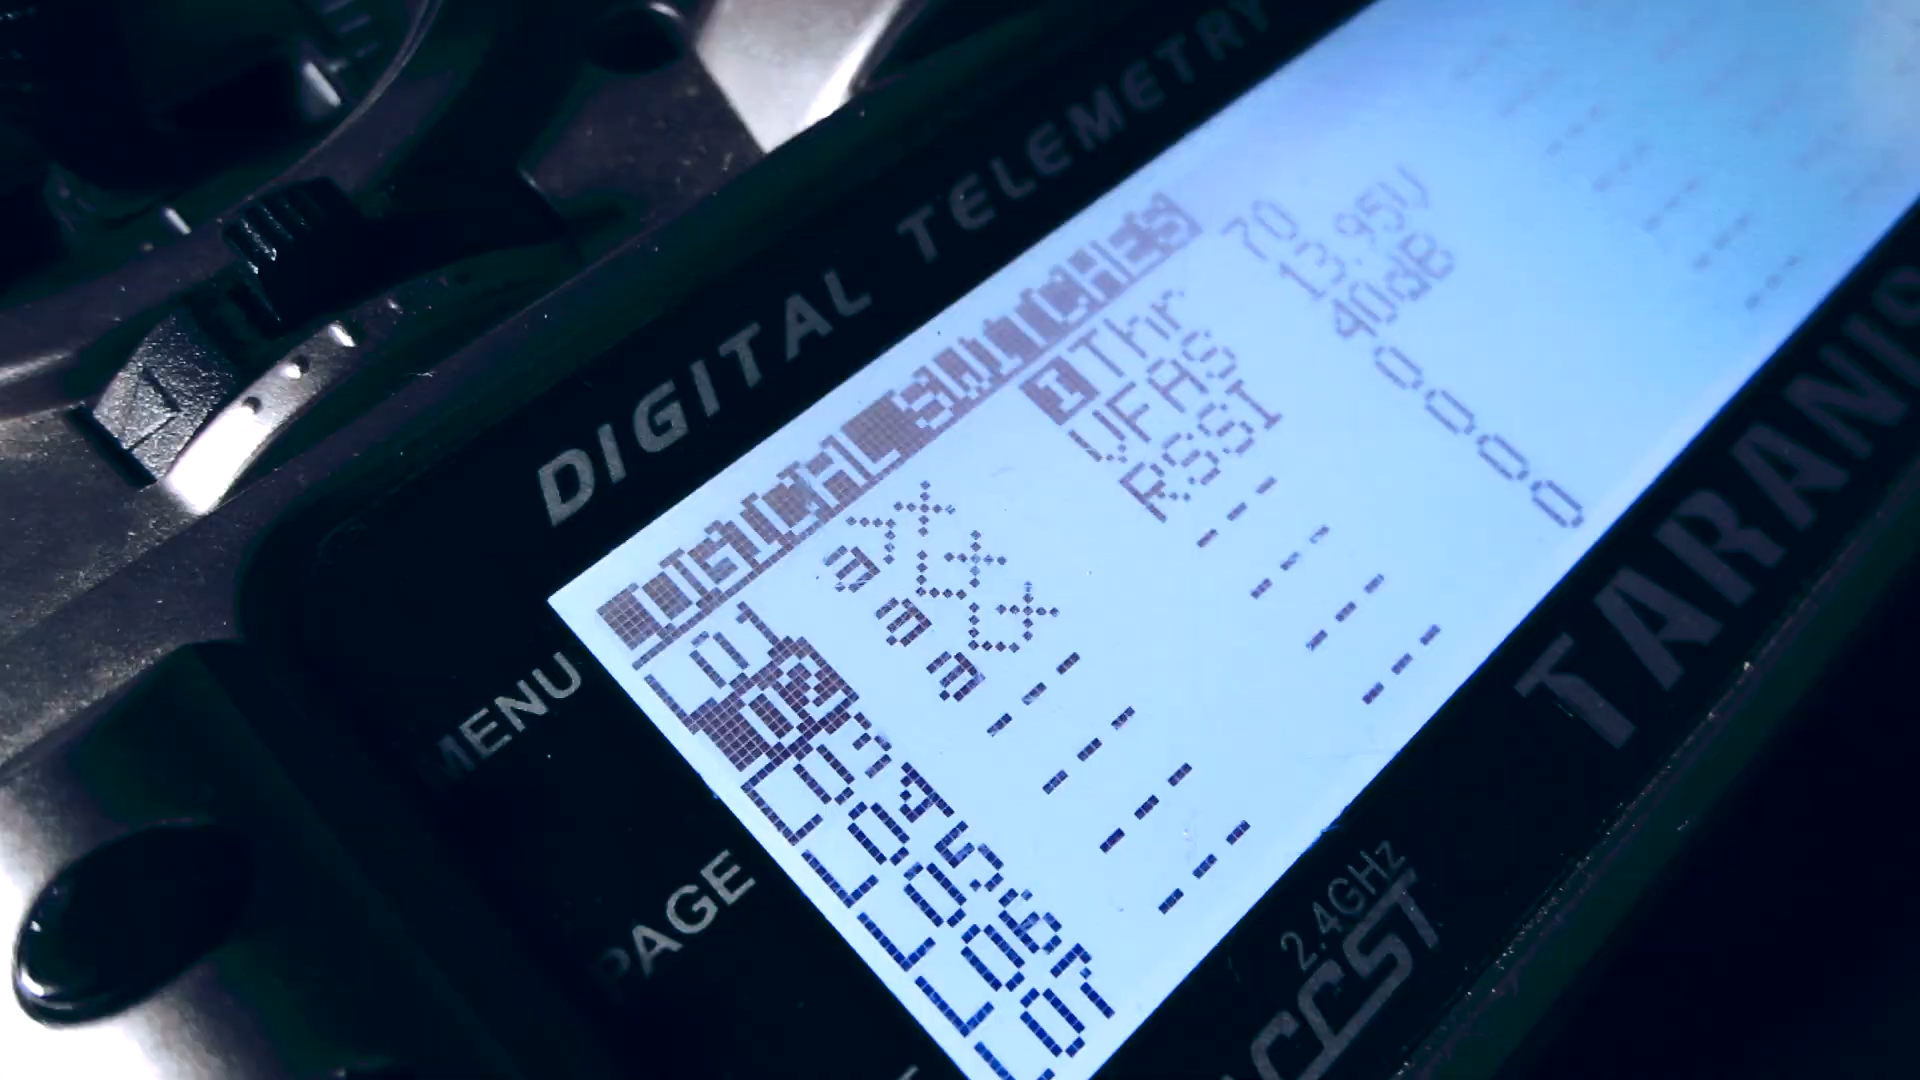 DIGITAL TELEMETRY
LOGICAL SWITCHES
L01 a>x IThr 70
L02 a<x VFAS 13.95V
L03 a<x RSSI 40dB
L04 --- --- 0
L05 --- --- 0
L06 --- --- 0
L07 --- --- 0
MENU
PAGE
TARANIS
2.4GHz
ACCST